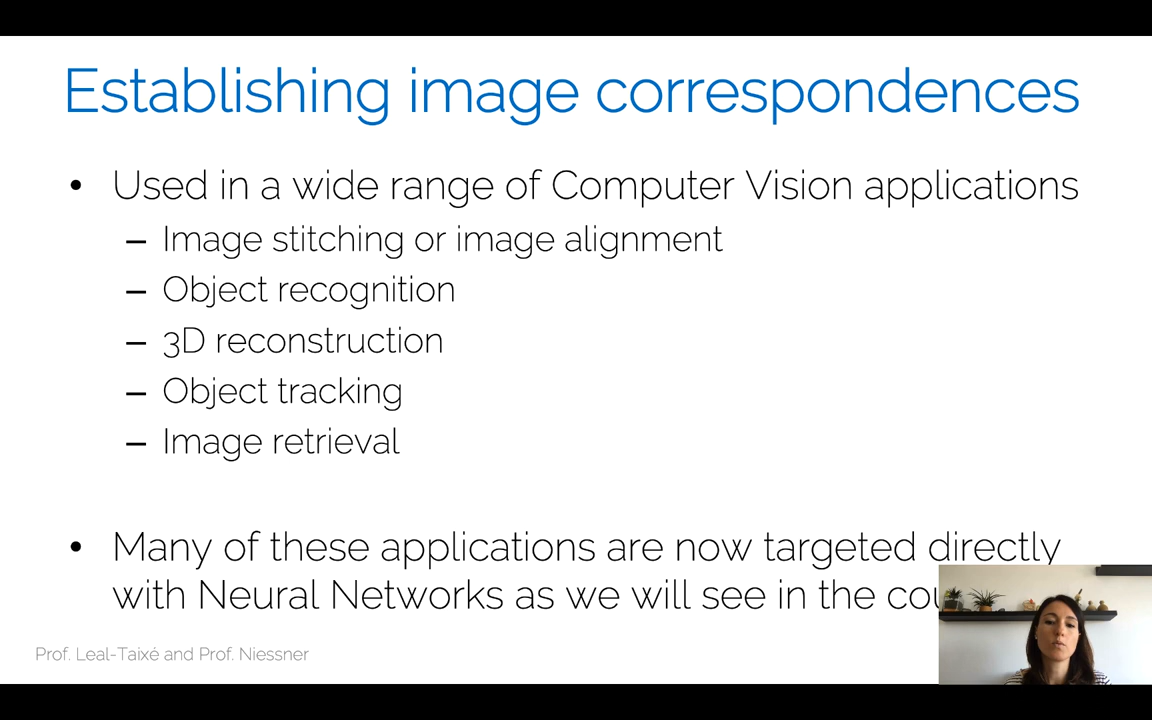 Establishing image correspondences
• Used in a wide range of Computer Vision applications
– Image stitching or image alignment
– Object recognition
– 3D reconstruction
– Object tracking
– Image retrieval
• Many of these applications are now targeted directly
with Neural Networks as we will see in the
Prof. Leal-Taixé and Prof. Niessner